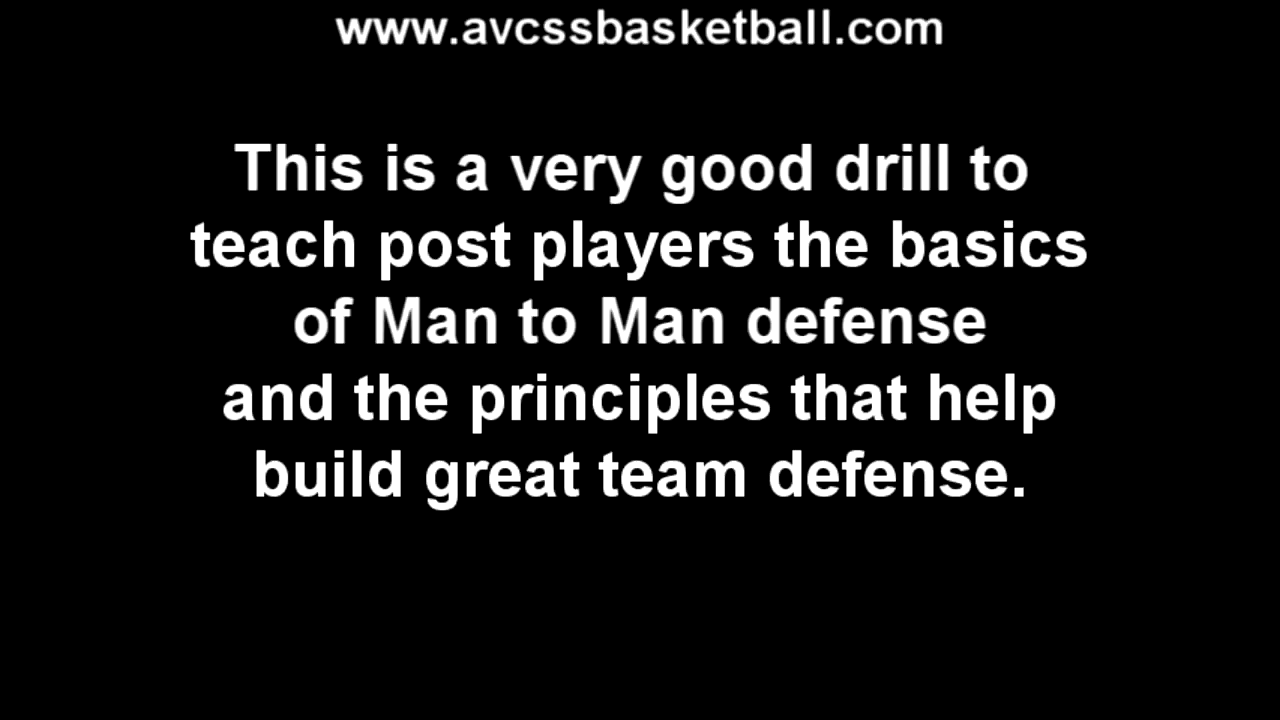 www.avcssbasketball.com
This is a very good drill to
teach post players the basics
of Man to Man defense
and the principles that help
build great team defense.